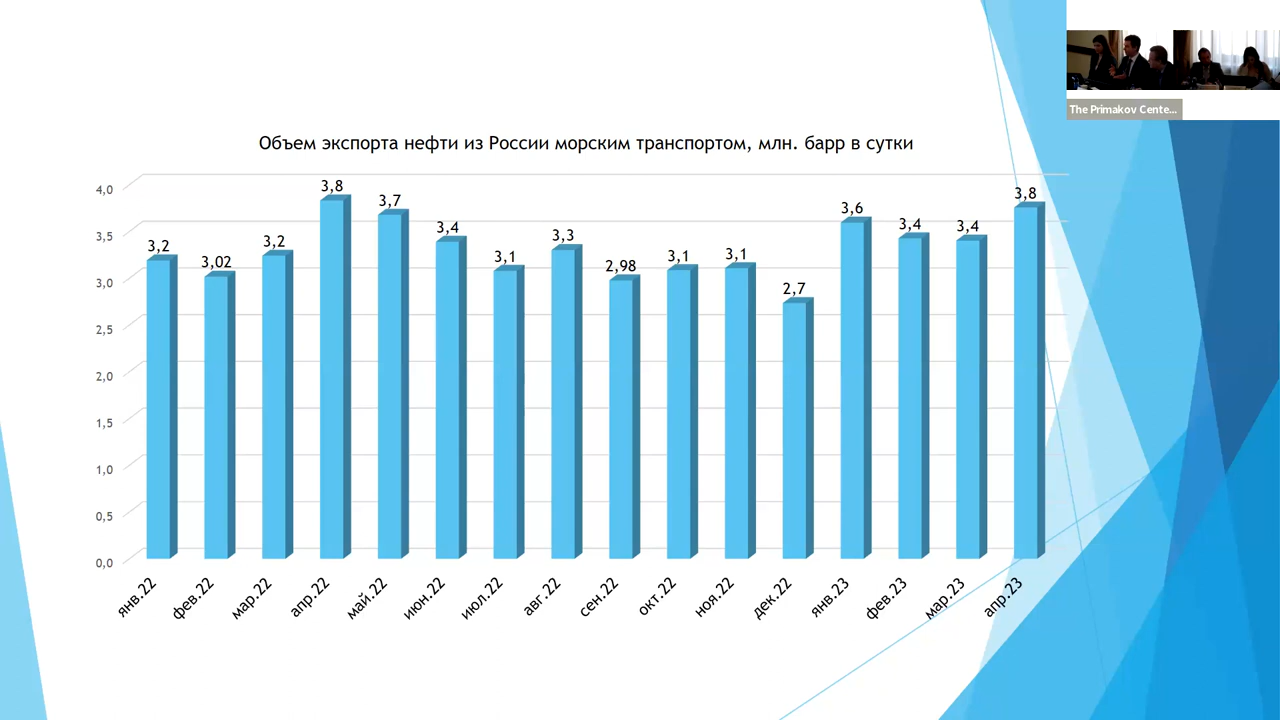 The Primakov Cente...
Объем экспорта нефти из России морским транспортом, млн. барр в сутки
4,0
3,5
3,0
2,5
2,0
1,5
1,0
0,5
0,0
3,2
3,02
3,2
3,8
3,7
3,4
3,1
3,3
2,98
3,1
3,1
2,7
3,6
3,4
3,4
3,8
янв.22
фев.22
мар.22
апр.22
май.22
июн.22
июл.22
авг.22
сен.22
окт.22
ноя.22
дек.22
янв.23
фев.23
мар.23
апр.23